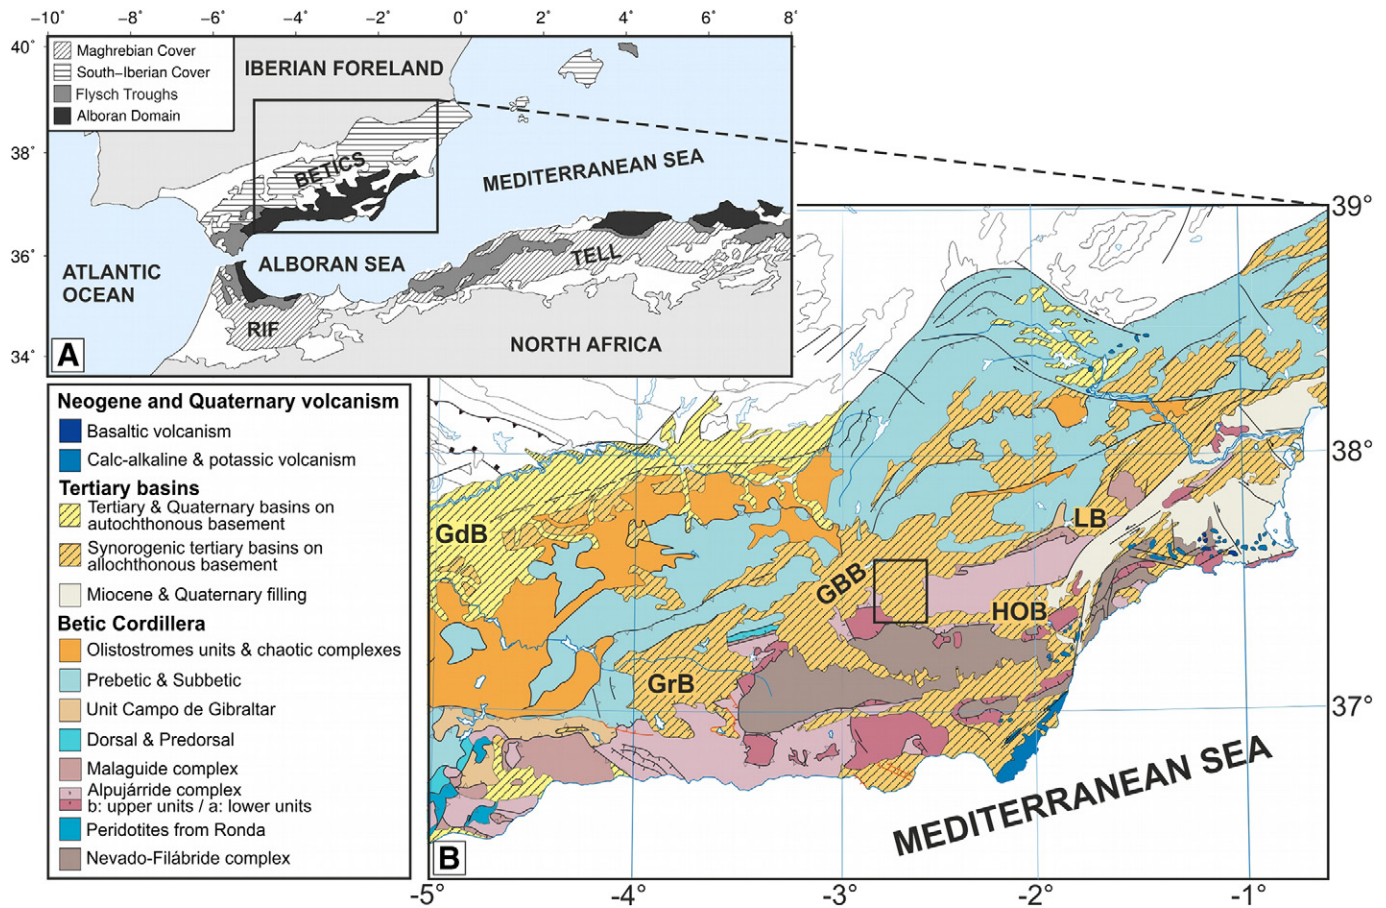 -10° -8° -6° -4° -2° 0° 2° 4° 6° 8°
40°
38°
36°
34°
Maghrebian Cover
South-Iberian Cover
Flysch Troughs
Alboran Domain
IBERIAN FORELAND
BETICS
MEDITERRANEAN SEA
ATLANTIC
OCEAN
ALBORAN SEA
TELL
RIF
NORTH AFRICA
A
Neogene and Quaternary volcanism
Basaltic volcanism
Calc-alkaline & potassic volcanism
Tertiary basins
Tertiary & Quaternary basins on
autochthonous basement
Synorogenic tertiary basins on
allochthonous basement
Miocene & Quaternary filling
Betic Cordillera
Olistostromes units & chaotic complexes
Prebetic & Subbetic
Unit Campo de Gibraltar
Dorsal & Predorsal
Malaguide complex
Alpujárride complex
b: upper units / a: lower units
Peridotites from Ronda
Nevado-Filábride complex
39°
38°
37°
GdB
LB
GBB
HOB
GrB
MEDITERRANEAN SEA
B
-5° -4° -3° -2° -1°